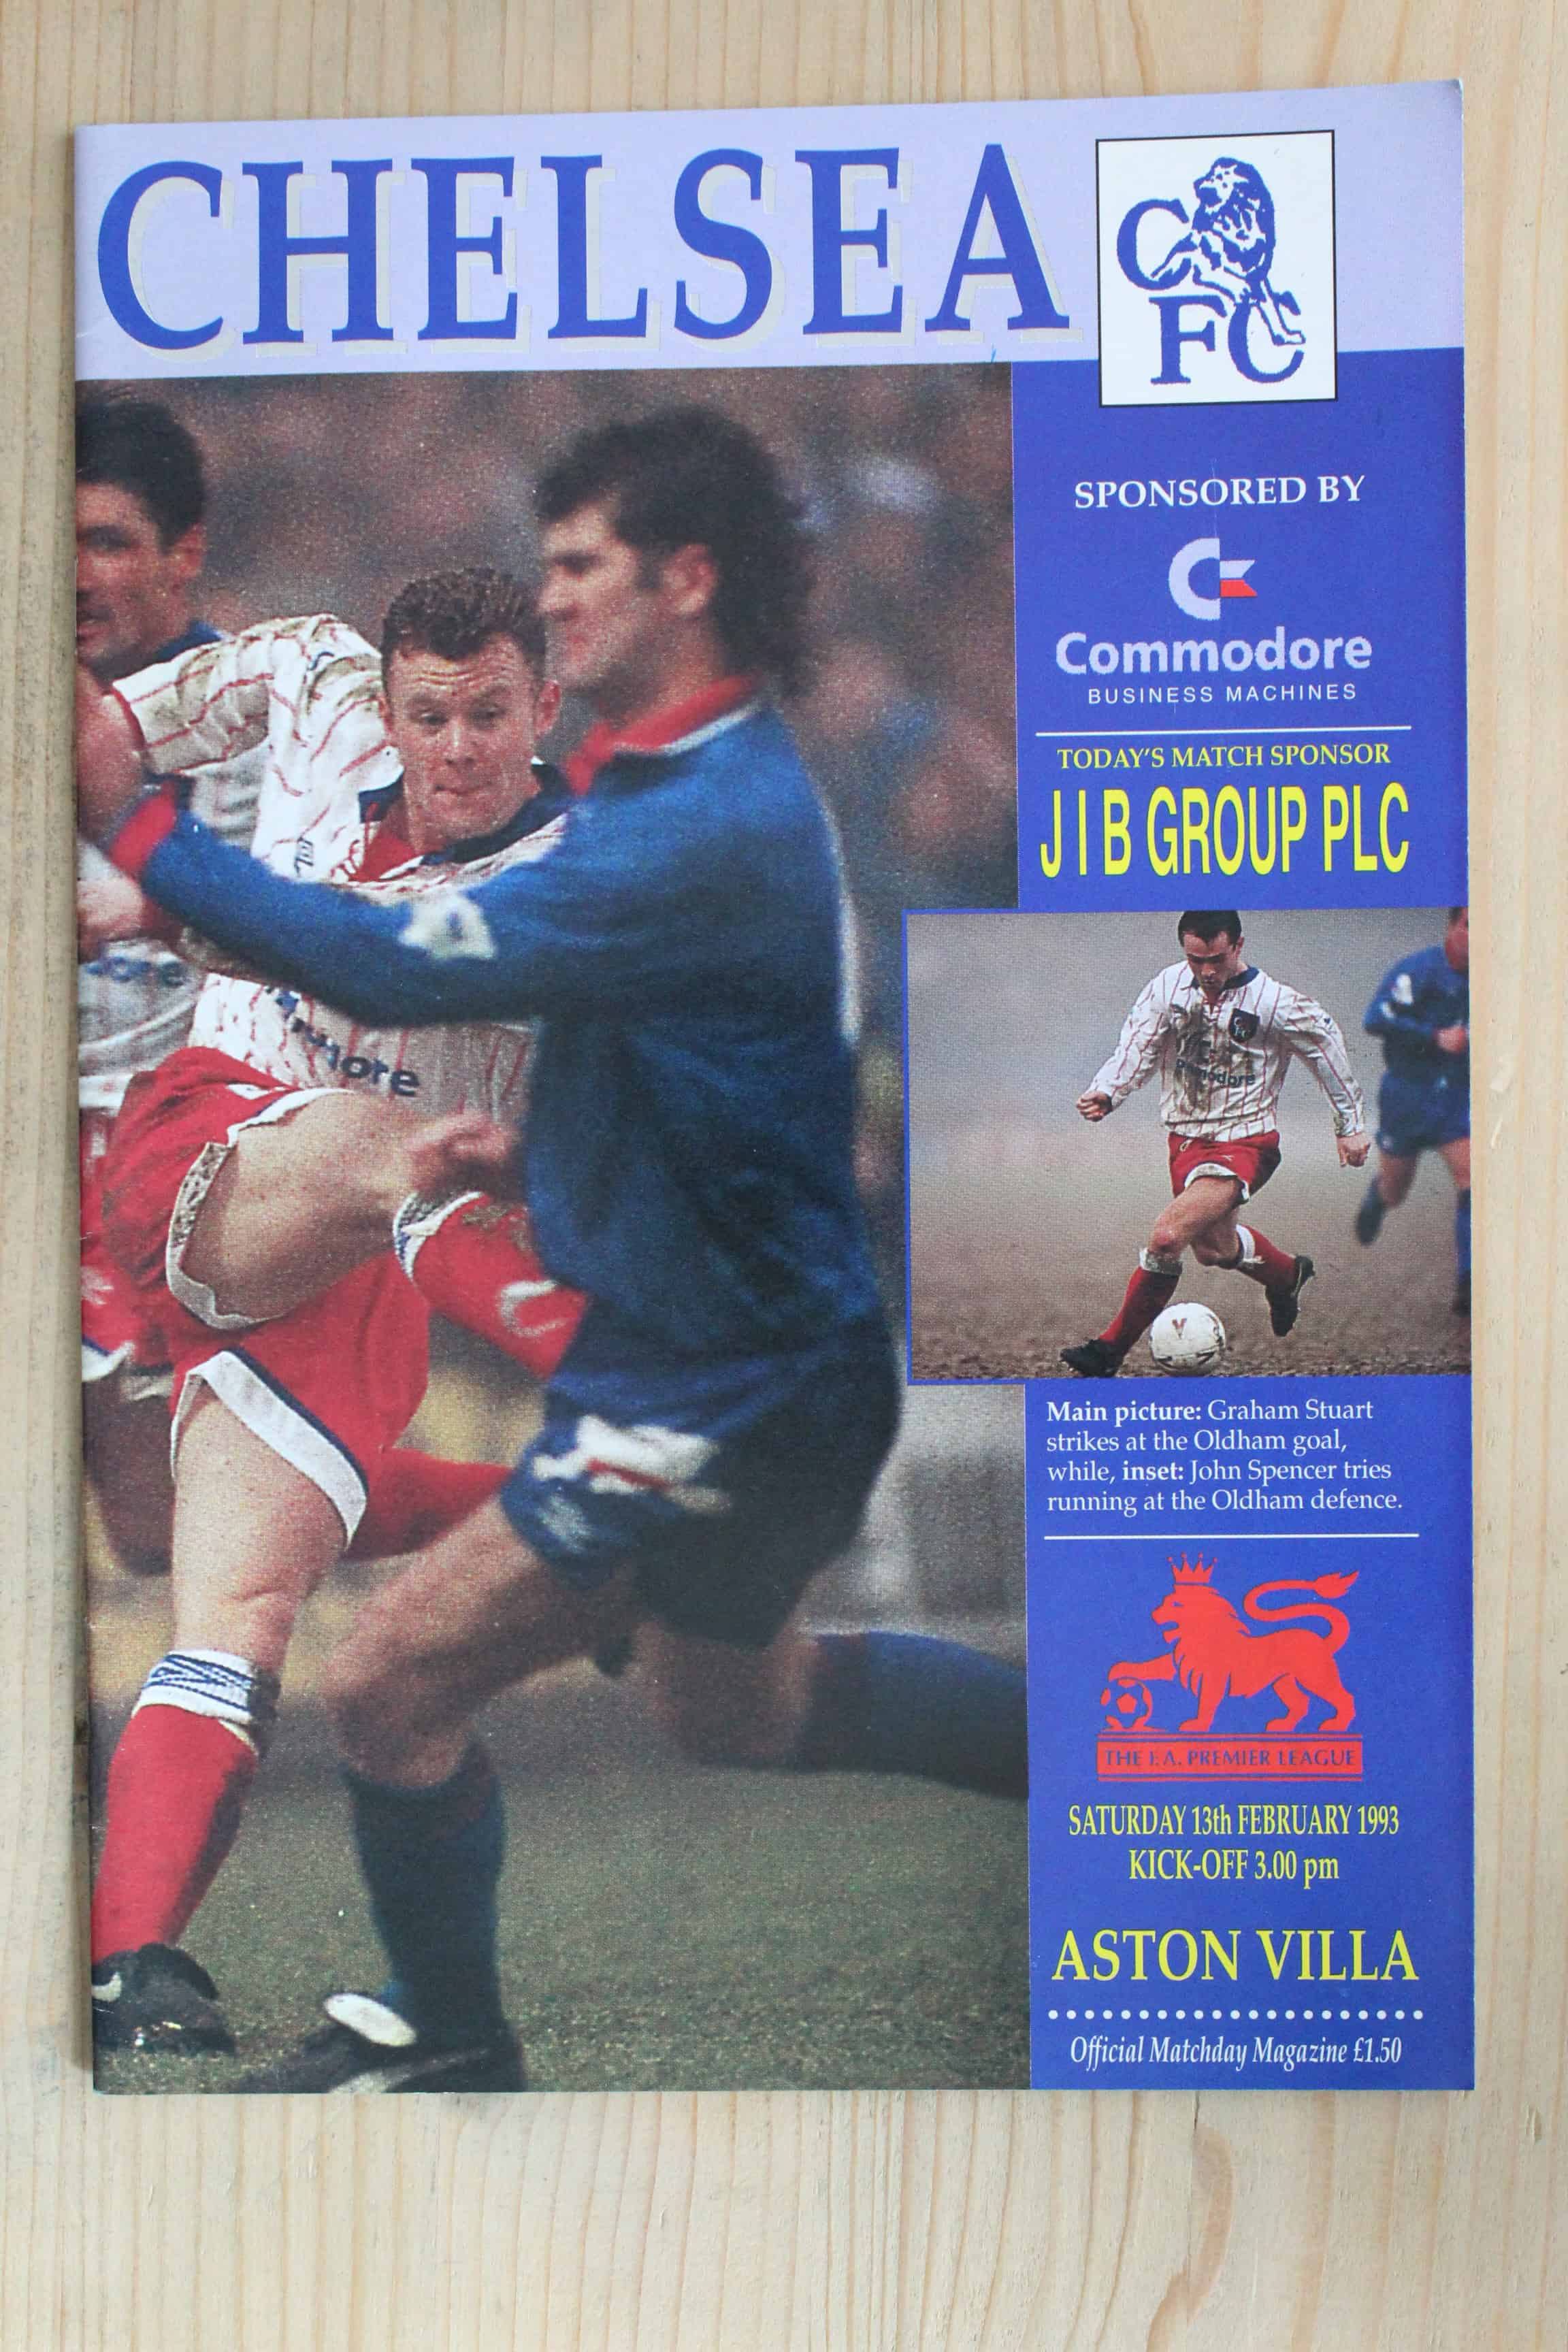 CHELSEA
C
FC
SPONSORED BY
Commodore
BUSINESS MACHINES
TODAY'S MATCH SPONSOR
JIB GROUP PLC
Main picture: Graham Stuart
strikes at the Oldham goal,
while, inset: John Spencer tries
running at the Oldham defence.
THE F.A. PREMIER LEAGUE
SATURDAY 13th FEBRUARY 1993
KICK-OFF 3.00 pm
ASTON VILLA
Official Matchday Magazine £1.50